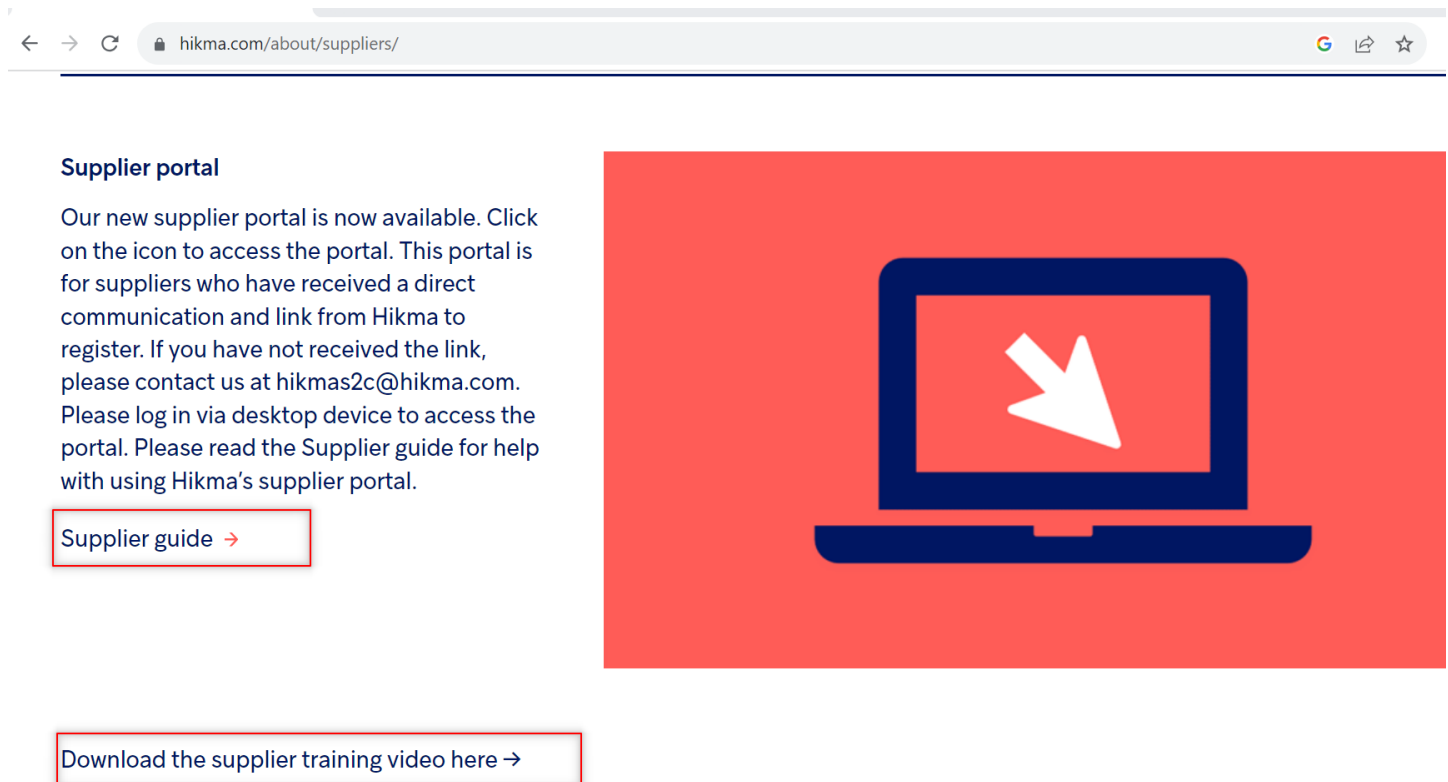 hikma.com/about/suppliers/
Supplier portal
Our new supplier portal is now available. Click
on the icon to access the portal. This portal is
for suppliers who have received a direct
communication and link from Hikma to
register. If you have not received the link,
please contact us at hikmas2c@hikma.com.
Please log in via desktop device to access the
portal. Please read the Supplier guide for help
with using Hikma’s supplier portal.
Supplier guide →
Download the supplier training video here →